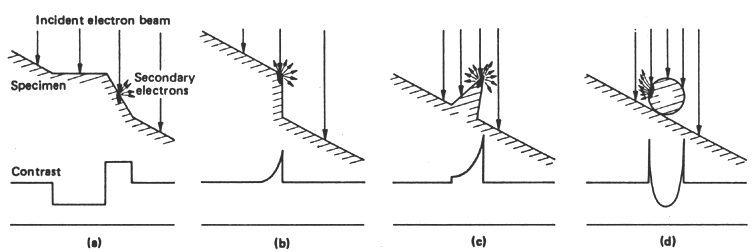 Incident electron beam
Specimen
Secondary
electrons
Contrast
(a)
(b)
(c)
(d)